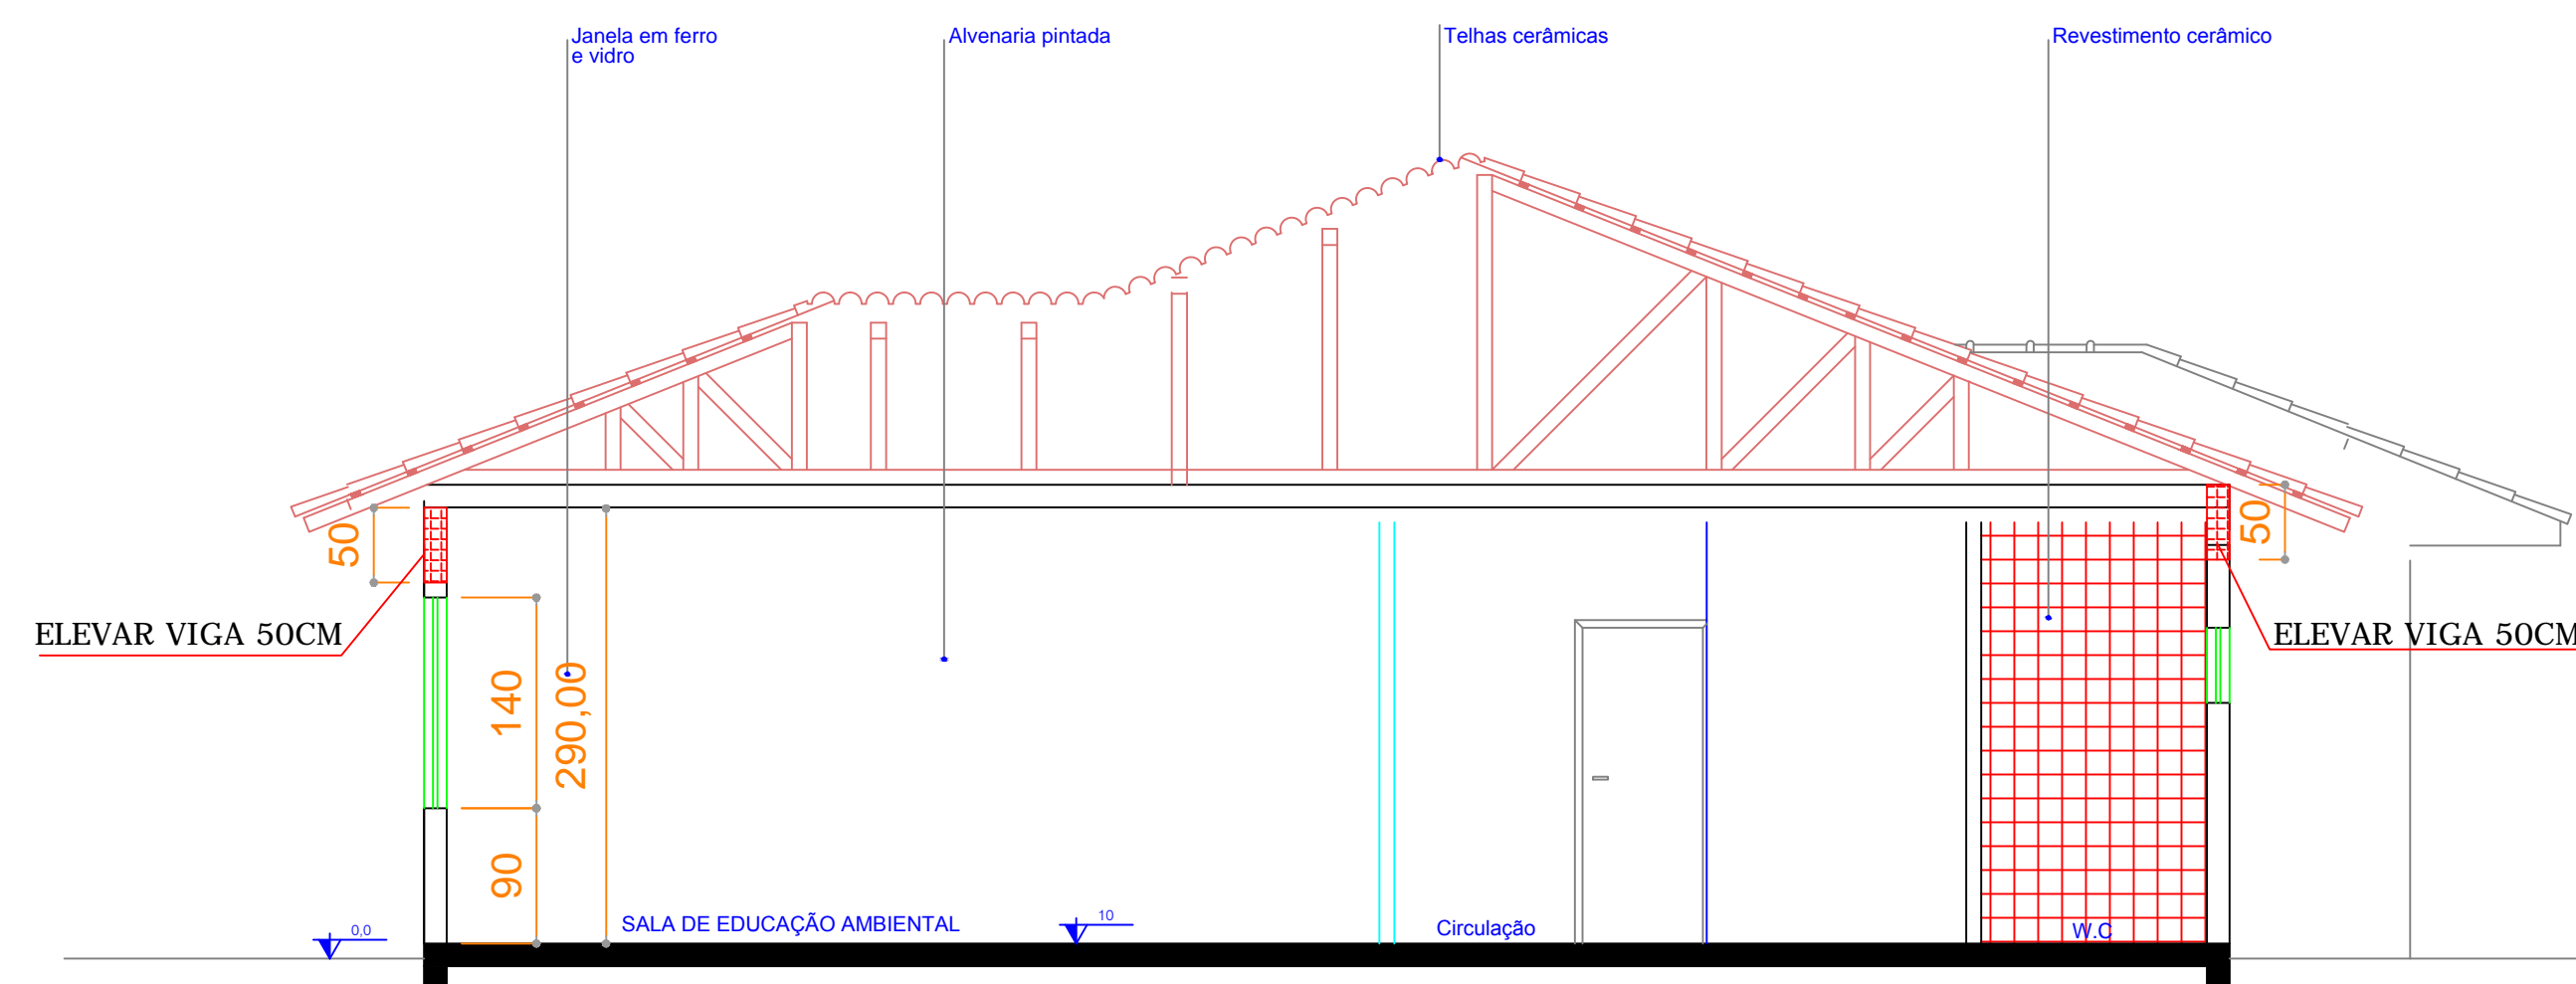 Janela em ferro
e vidro
Alvenaria pintada
Telhas cerâmicas
Revestimento cerâmico
50
50
ELEVAR VIGA 50CM
ELEVAR VIGA 50CM
140
290,00
90
SALA DE EDUCAÇÃO AMBIENTAL
10
Circulação
W.C
0,0